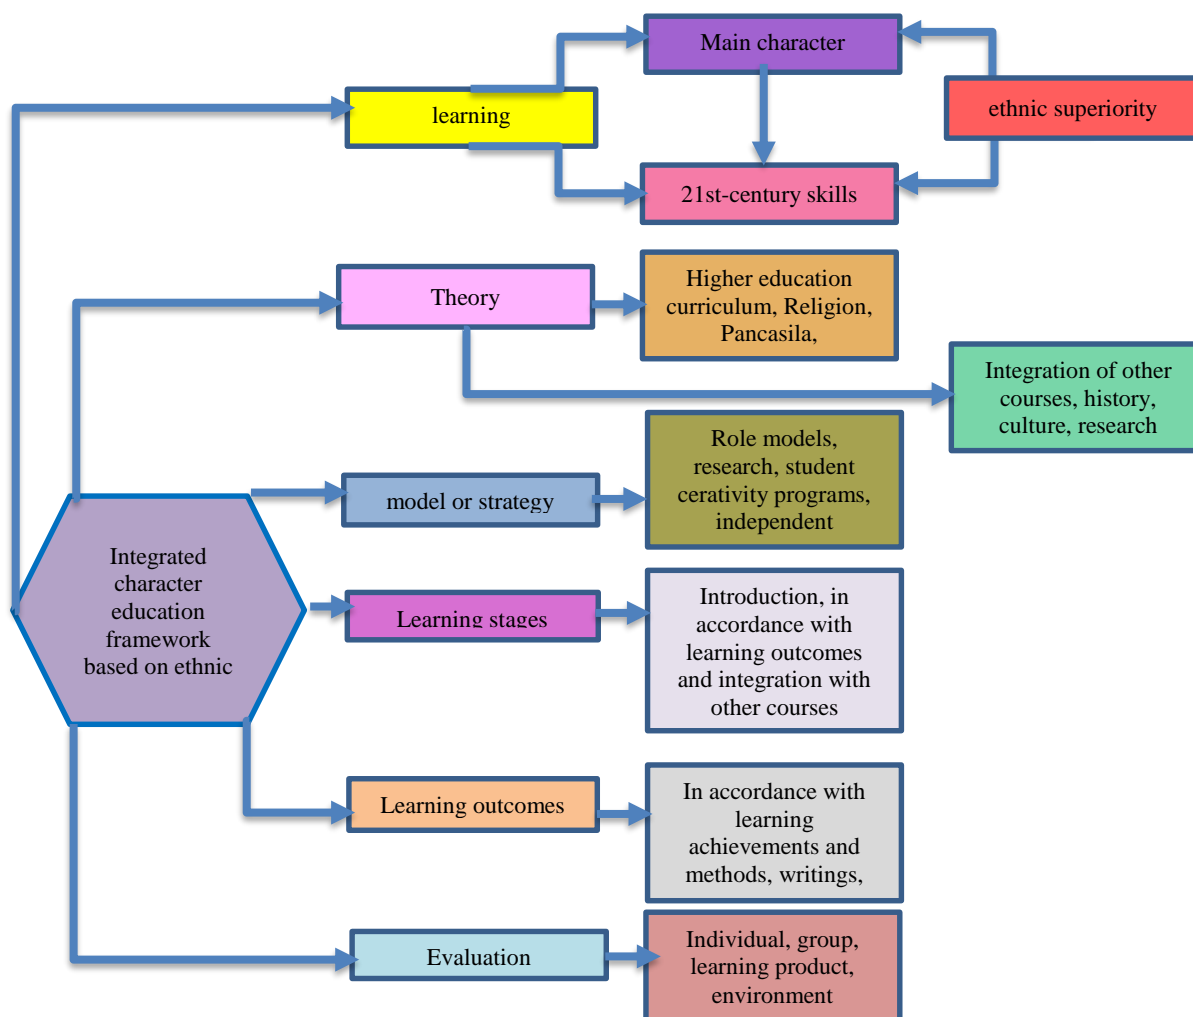 Main character
learning
ethnic superiority
21st-century skills
Theory
Higher education
curriculum, Religion,
Pancasila,
Integration of other
courses, history,
culture, research
model or strategy
Role models,
research, student
cerativity programs,
independent
Integrated
character
education
framework
based on ethnic
Learning stages
Introduction, in
accordance with
learning outcomes
and integration with
other courses
Learning outcomes
In accordance with
learning
achievements and
methods, writings,
Evaluation
Individual, group,
learning product,
environment